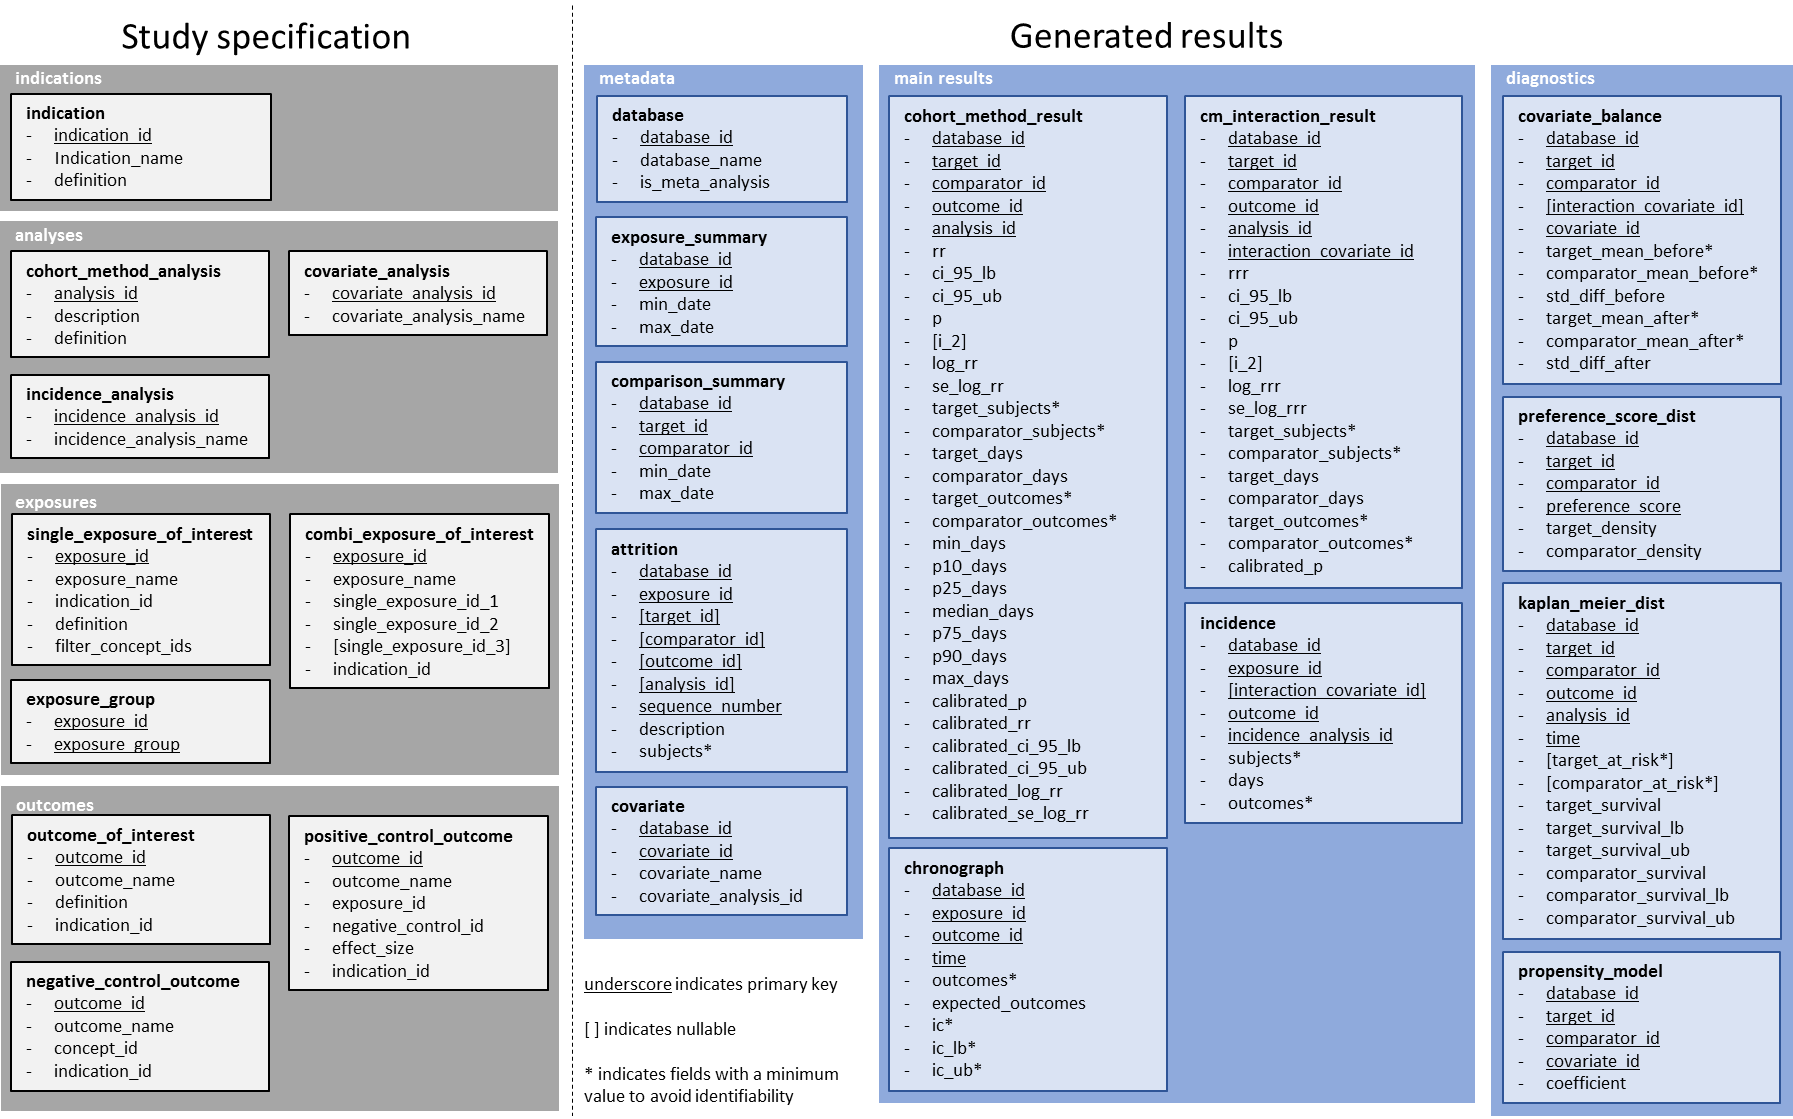 Study specification
indications
indication
- indication_id
- Indication_name
- definition
analyses
cohort_method_analysis
- analysis_id
- description
- definition
covariate_analysis
- covariate_analysis_id
- covariate_analysis_name
incidence_analysis
- incidence_analysis_id
- incidence_analysis_name
exposures
single_exposure_of_interest
- exposure_id
- exposure_name
- indication_id
- definition
- filter_concept_ids
combi_exposure_of_interest
- exposure_id
- exposure_name
- single_exposure_id_1
- single_exposure_id_2
- [single_exposure_id_3]
- indication_id
exposure_group
- exposure_id
- exposure_group
outcomes
outcome_of_interest
- outcome_id
- outcome_name
- definition
- indication_id
positive_control_outcome
- outcome_id
- outcome_name
- exposure_id
- negative_control_id
- effect_size
- indication_id
negative_control_outcome
- outcome_id
- outcome_name
- concept_id
- indication_id
Generated results
metadata
database
- database_id
- database_name
- is_meta_analysis
exposure_summary
- database_id
- exposure_id
- min_date
- max_date
comparison_summary
- database_id
- target_id
- comparator_id
- min_date
- max_date
attrition
- database_id
- exposure_id
- [target_id]
- [comparator_id]
- [outcome_id]
- [analysis_id]
- sequence_number
- description
- subjects*
covariate
- database_id
- covariate_id
- covariate_name
- covariate_analysis_id
underscore indicates primary key
[ ] indicates nullable
* indicates fields with a minimum
value to avoid identifiability
main results
cohort_method_result
- database_id
- target_id
- comparator_id
- outcome_id
- analysis_id
- rr
- ci_95_lb
- ci_95_ub
- p
- [i_2]
- log_rr
- se_log_rr
- target_subjects*
- comparator_subjects*
- target_days
- comparator_days
- target_outcomes*
- comparator_outcomes*
- min_days
- p10_days
- p25_days
- median_days
- p75_days
- p90_days
- max_days
- calibrated_p
- calibrated_rr
- calibrated_ci_95_lb
- calibrated_ci_95_ub
- calibrated_log_rr
- calibrated_se_log_rr
chronograph
- database_id
- exposure_id
- outcome_id
- time
- outcomes*
- expected_outcomes
- ic*
- ic_lb*
- ic_ub*
cm_interaction_result
- database_id
- target_id
- comparator_id
- outcome_id
- analysis_id
- interaction_covariate_id
- rrr
- ci_95_lb
- ci_95_ub
- p
- [i_2]
- log_rrr
- se_log_rrr
- target_subjects*
- comparator_subjects*
- target_days
- comparator_days
- target_outcomes*
- comparator_outcomes*
- calibrated_p
incidence
- database_id
- exposure_id
- [interaction_covariate_id]
- outcome_id
- incidence_analysis_id
- subjects*
- days
- outcomes*
diagnostics
covariate_balance
- database_id
- target_id
- comparator_id
- [interaction_covariate_id]
- covariate_id
- target_mean_before*
- comparator_mean_before*
- std_diff_before
- target_mean_after*
- comparator_mean_after*
- std_diff_after
preference_score_dist
- database_id
- target_id
- comparator_id
- preference_score
- target_density
- comparator_density
kaplan_meier_dist
- database_id
- target_id
- comparator_id
- outcome_id
- analysis_id
- time
- [target_at_risk*]
- [comparator_at_risk*]
- target_survival
- target_survival_lb
- target_survival_ub
- comparator_survival
- comparator_survival_lb
- comparator_survival_ub
propensity_model
- database_id
- target_id
- comparator_id
- covariate_id
- coefficient